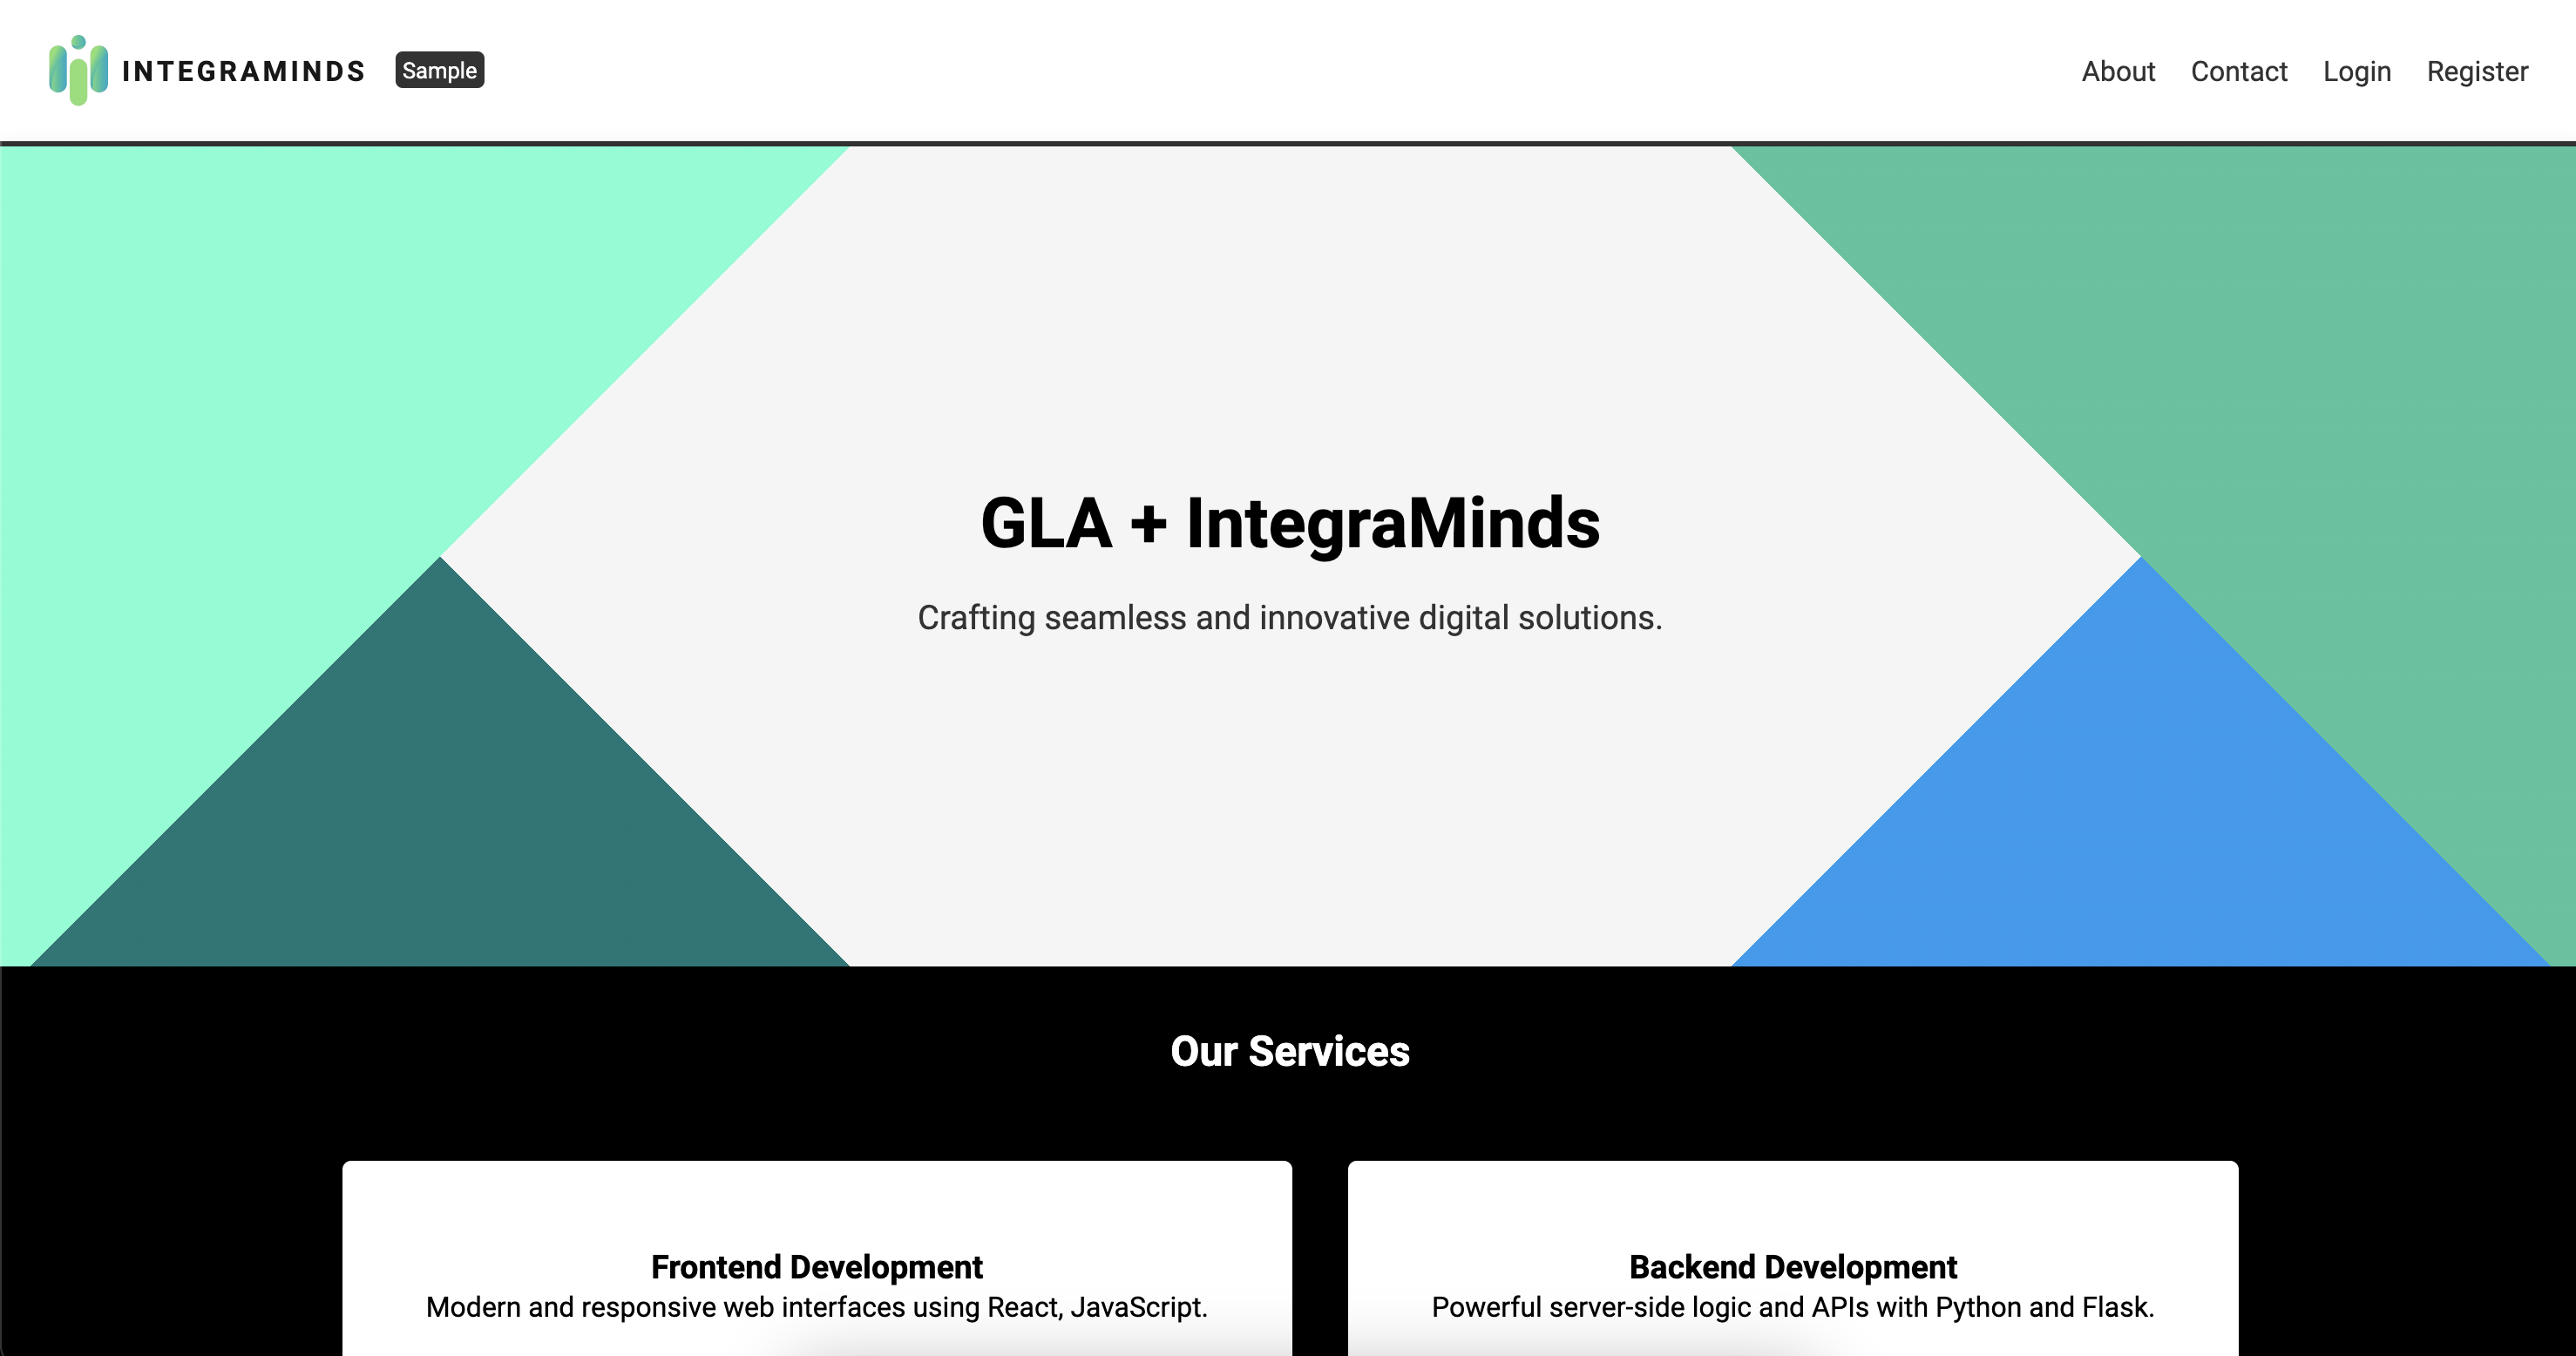 INTEGRAMINDS
Sample
About
Contact
Login
Register
GLA + IntegraMinds
Crafting seamless and innovative digital solutions.
Our Services
Frontend Development
Modern and responsive web interfaces using React, JavaScript.
Backend Development
Powerful server-side logic and APIs with Python and Flask.